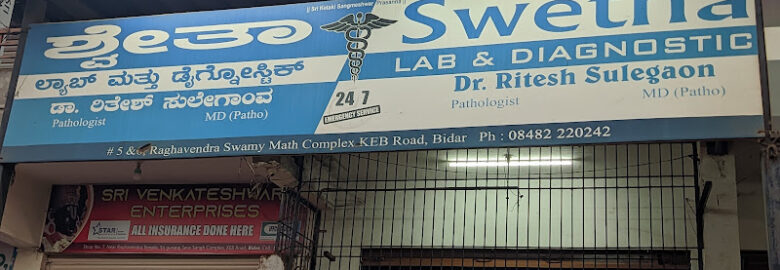 || Sri Kataki Sangmeshwar Prasanna ||
ಶ್ವೇತಾ
ಲ್ಯಾಬ್ ಮತ್ತು ಡೈಗ್ನೋಸ್ಟಿಕ್
ಡಾ. ರಿತೇಶ್ ಸುಲೇಗಾಂವ
Pathologist MD (Patho)
24 7
EMERGENCY SERVICE
Swetha
LAB & DIAGNOSTIC
Dr. Ritesh Sulegaon
Pathologist MD (Patho)
# 5 &6, Raghavendra Swamy Math Complex KEB Road, Bidar Ph : 08482 220242
SRI VENKATESHWAR
ENTERPRISES
STAR
ALL INSURANCE DONE HERE